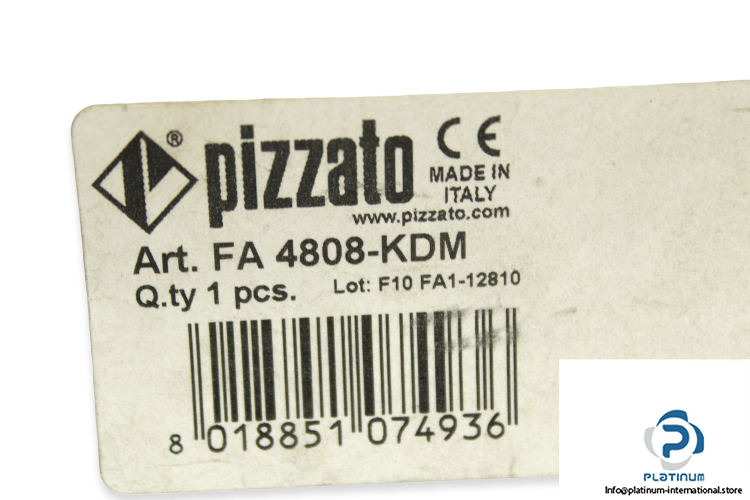 ® pizzato CE
MADE IN
ITALY
www.pizzato.com
Art. FA 4808-KDM
Q.ty 1 pcs. Lot: F10 FA1-12810
8 018851 074936
PLATINUM
Info@platinum-international.store